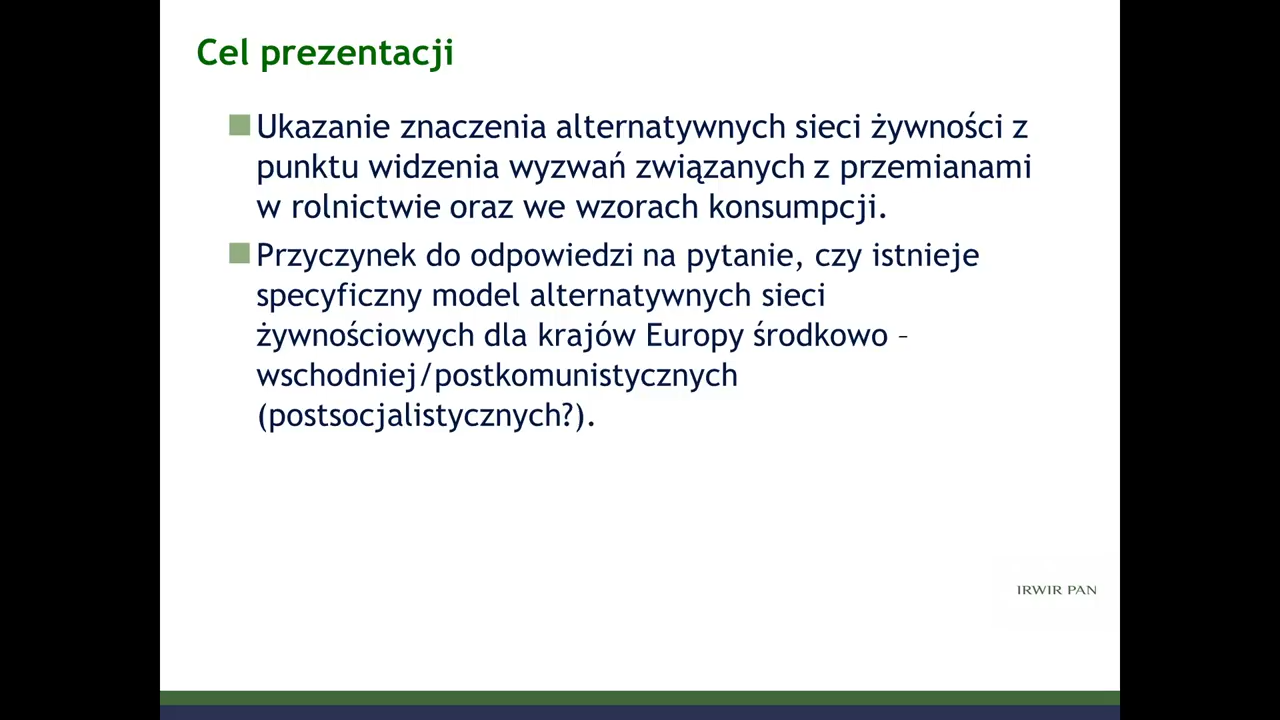 Cel prezentacji
Ukazanie znaczenia alternatywnych sieci żywności z
punktu widzenia wyzwań związanych z przemianami
w rolnictwie oraz we wzorach konsumpcji.
Przyczynek do odpowiedzi na pytanie, czy istnieje
specyficzny model alternatywnych sieci
żywnościowych dla krajów Europy środkowo –
wschodniej/postkomunistycznych
(postsocjalistycznych?).
IRWIR PAN